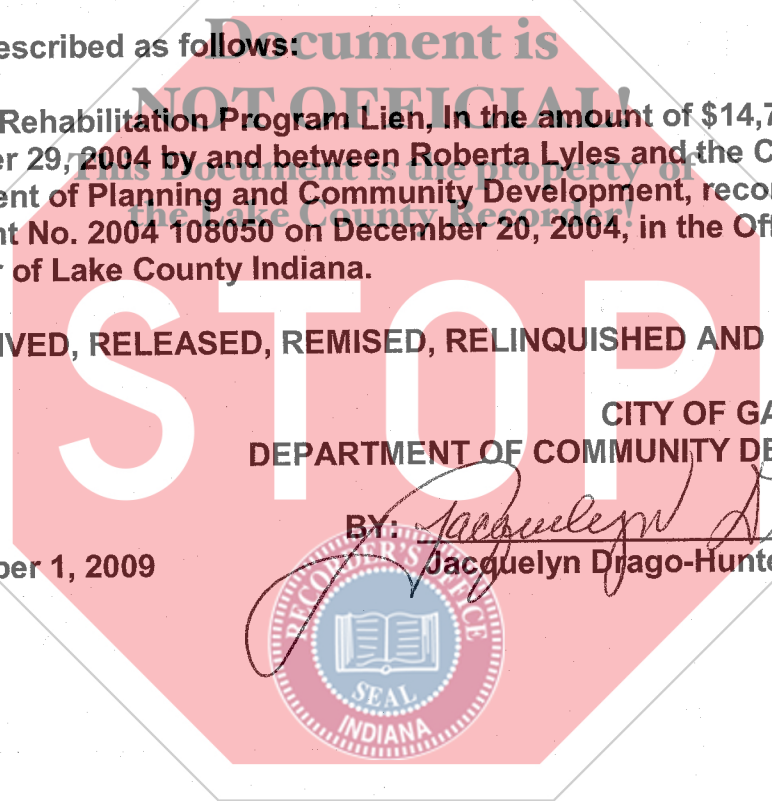 escribed as follows:
Document is
NOT OFFICIAL!
Rehabilitation Program Lien, In the amount of $14,7
er 29, 2004 by and between Roberta Lyles and the C
This Document is the property of
ent of Planning and Community Development, recor
the Lake County Recorder!
nt No. 2004 108050 on December 20, 2004, in the Off
r of Lake County Indiana.
STOP
IVED, RELEASED, REMISED, RELINQUISHED AND
CITY OF GA
DEPARTMENT OF COMMUNITY DE
BY: Jacquelyn D
ber 1, 2009
Jacquelyn Drago-Hunte
RECORDER'S OFFICE
SEAL
INDIANA